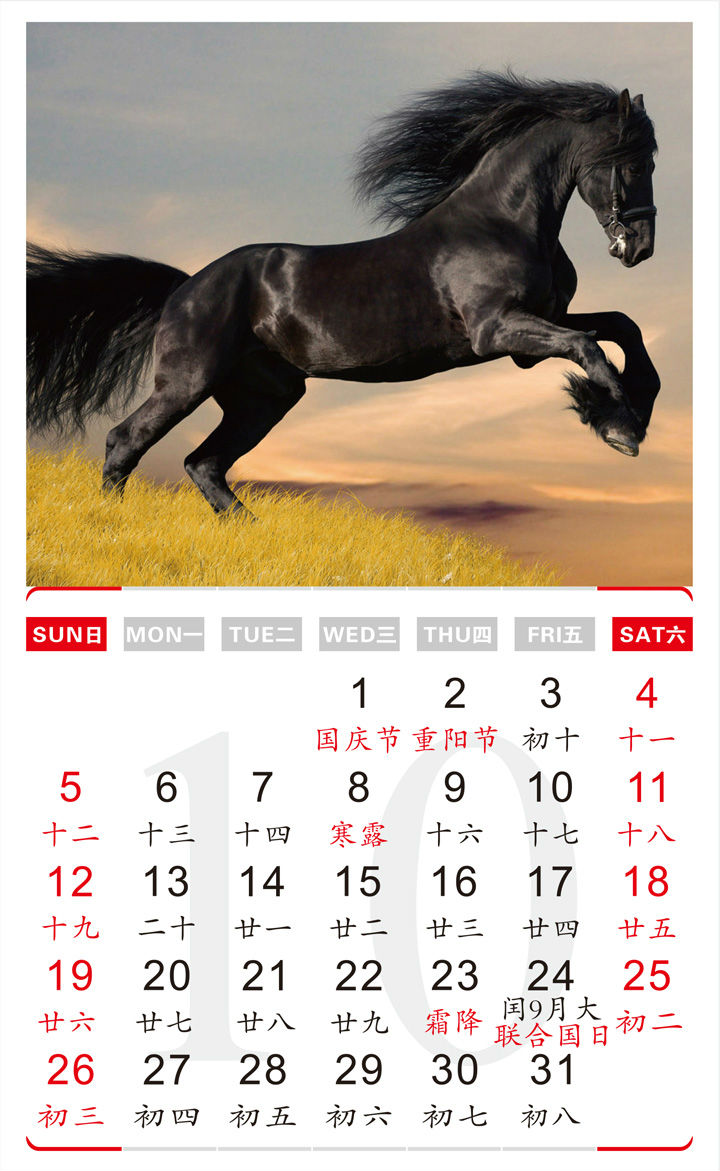 SUN日 MON一 TUE二 WED三 THU四 FRI五 SAT六
1 2 3 4
国庆节 重阳节 初十 十一
5 6 7 8 9 10 11
十二 十三 十四 寒露 十六 十七 十八
12 13 14 15 16 17 18
十九 二十 廿一 廿二 廿三 廿四 廿五
19 20 21 22 23 24 25
廿六 廿七 廿八 廿九 霜降 闰9月大 初二
联合国日
26 27 28 29 30 31
初三 初四 初五 初六 初七 初八
10